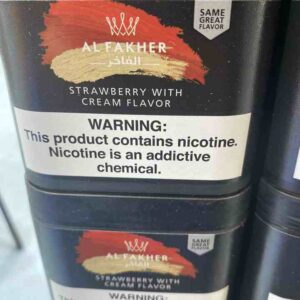 SAME
GREAT
FLAVOR
AL FAKHER
الفاخر
STRAWBERRY WITH
CREAM FLAVOR
WARNING:
This product contains nicotine.
Nicotine is an addictive
chemical.
SAME
GREAT
FLAVOR
AL FAKHER
الفاخر
STRAWBERRY WITH
CREAM FLAVOR
WARNING: